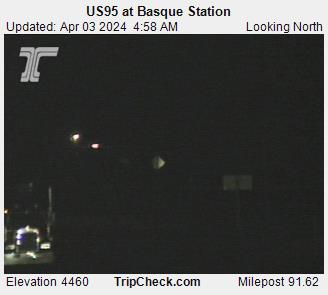 US95 at Basque Station
Updated: Apr 03 2024 4:58 AM Looking North
Elevation 4460 TripCheck.com Milepost 91.62